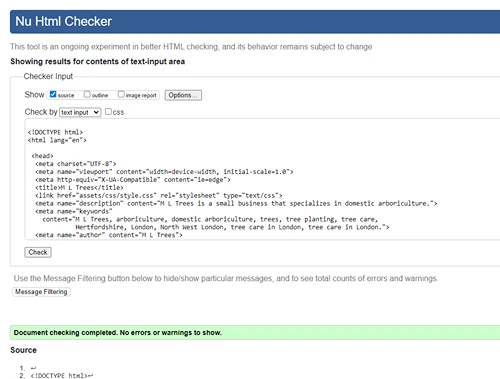 Nu Html Checker
This tool is an ongoing experiment in better HTML checking, and its behavior remains subject to change
Showing results for contents of text-input area
Checker Input
Show source outline image report Options...
Check by text input css
<!DOCTYPE html>
<html lang="en">
<head>
<meta charset="UTF-8">
<meta name="viewport" content="width=device-width, initial-scale=1.0">
<meta http-equiv="X-UA-Compatible" content="ie=edge">
<title>M L Trees</title>
<link href="assets/css/style.css" rel="stylesheet" type="text/css">
<meta name="description" content="M L Trees is a small business that specializes in domestic arboriculture.">
<meta name="keywords"
content="M L Trees, arboriculture, domestic arboriculture, trees, tree planting, tree care,
Hertfordshire, London, North West London, tree care in London, tree care in London.">
<meta name="author" content="M L Trees">
Check
Use the Message Filtering button below to hide/show particular messages, and to see total counts of errors and warnings.
Message Filtering
Document checking completed. No errors or warnings to show.
Source
1. ↩
2. <!DOCTYPE html>↩